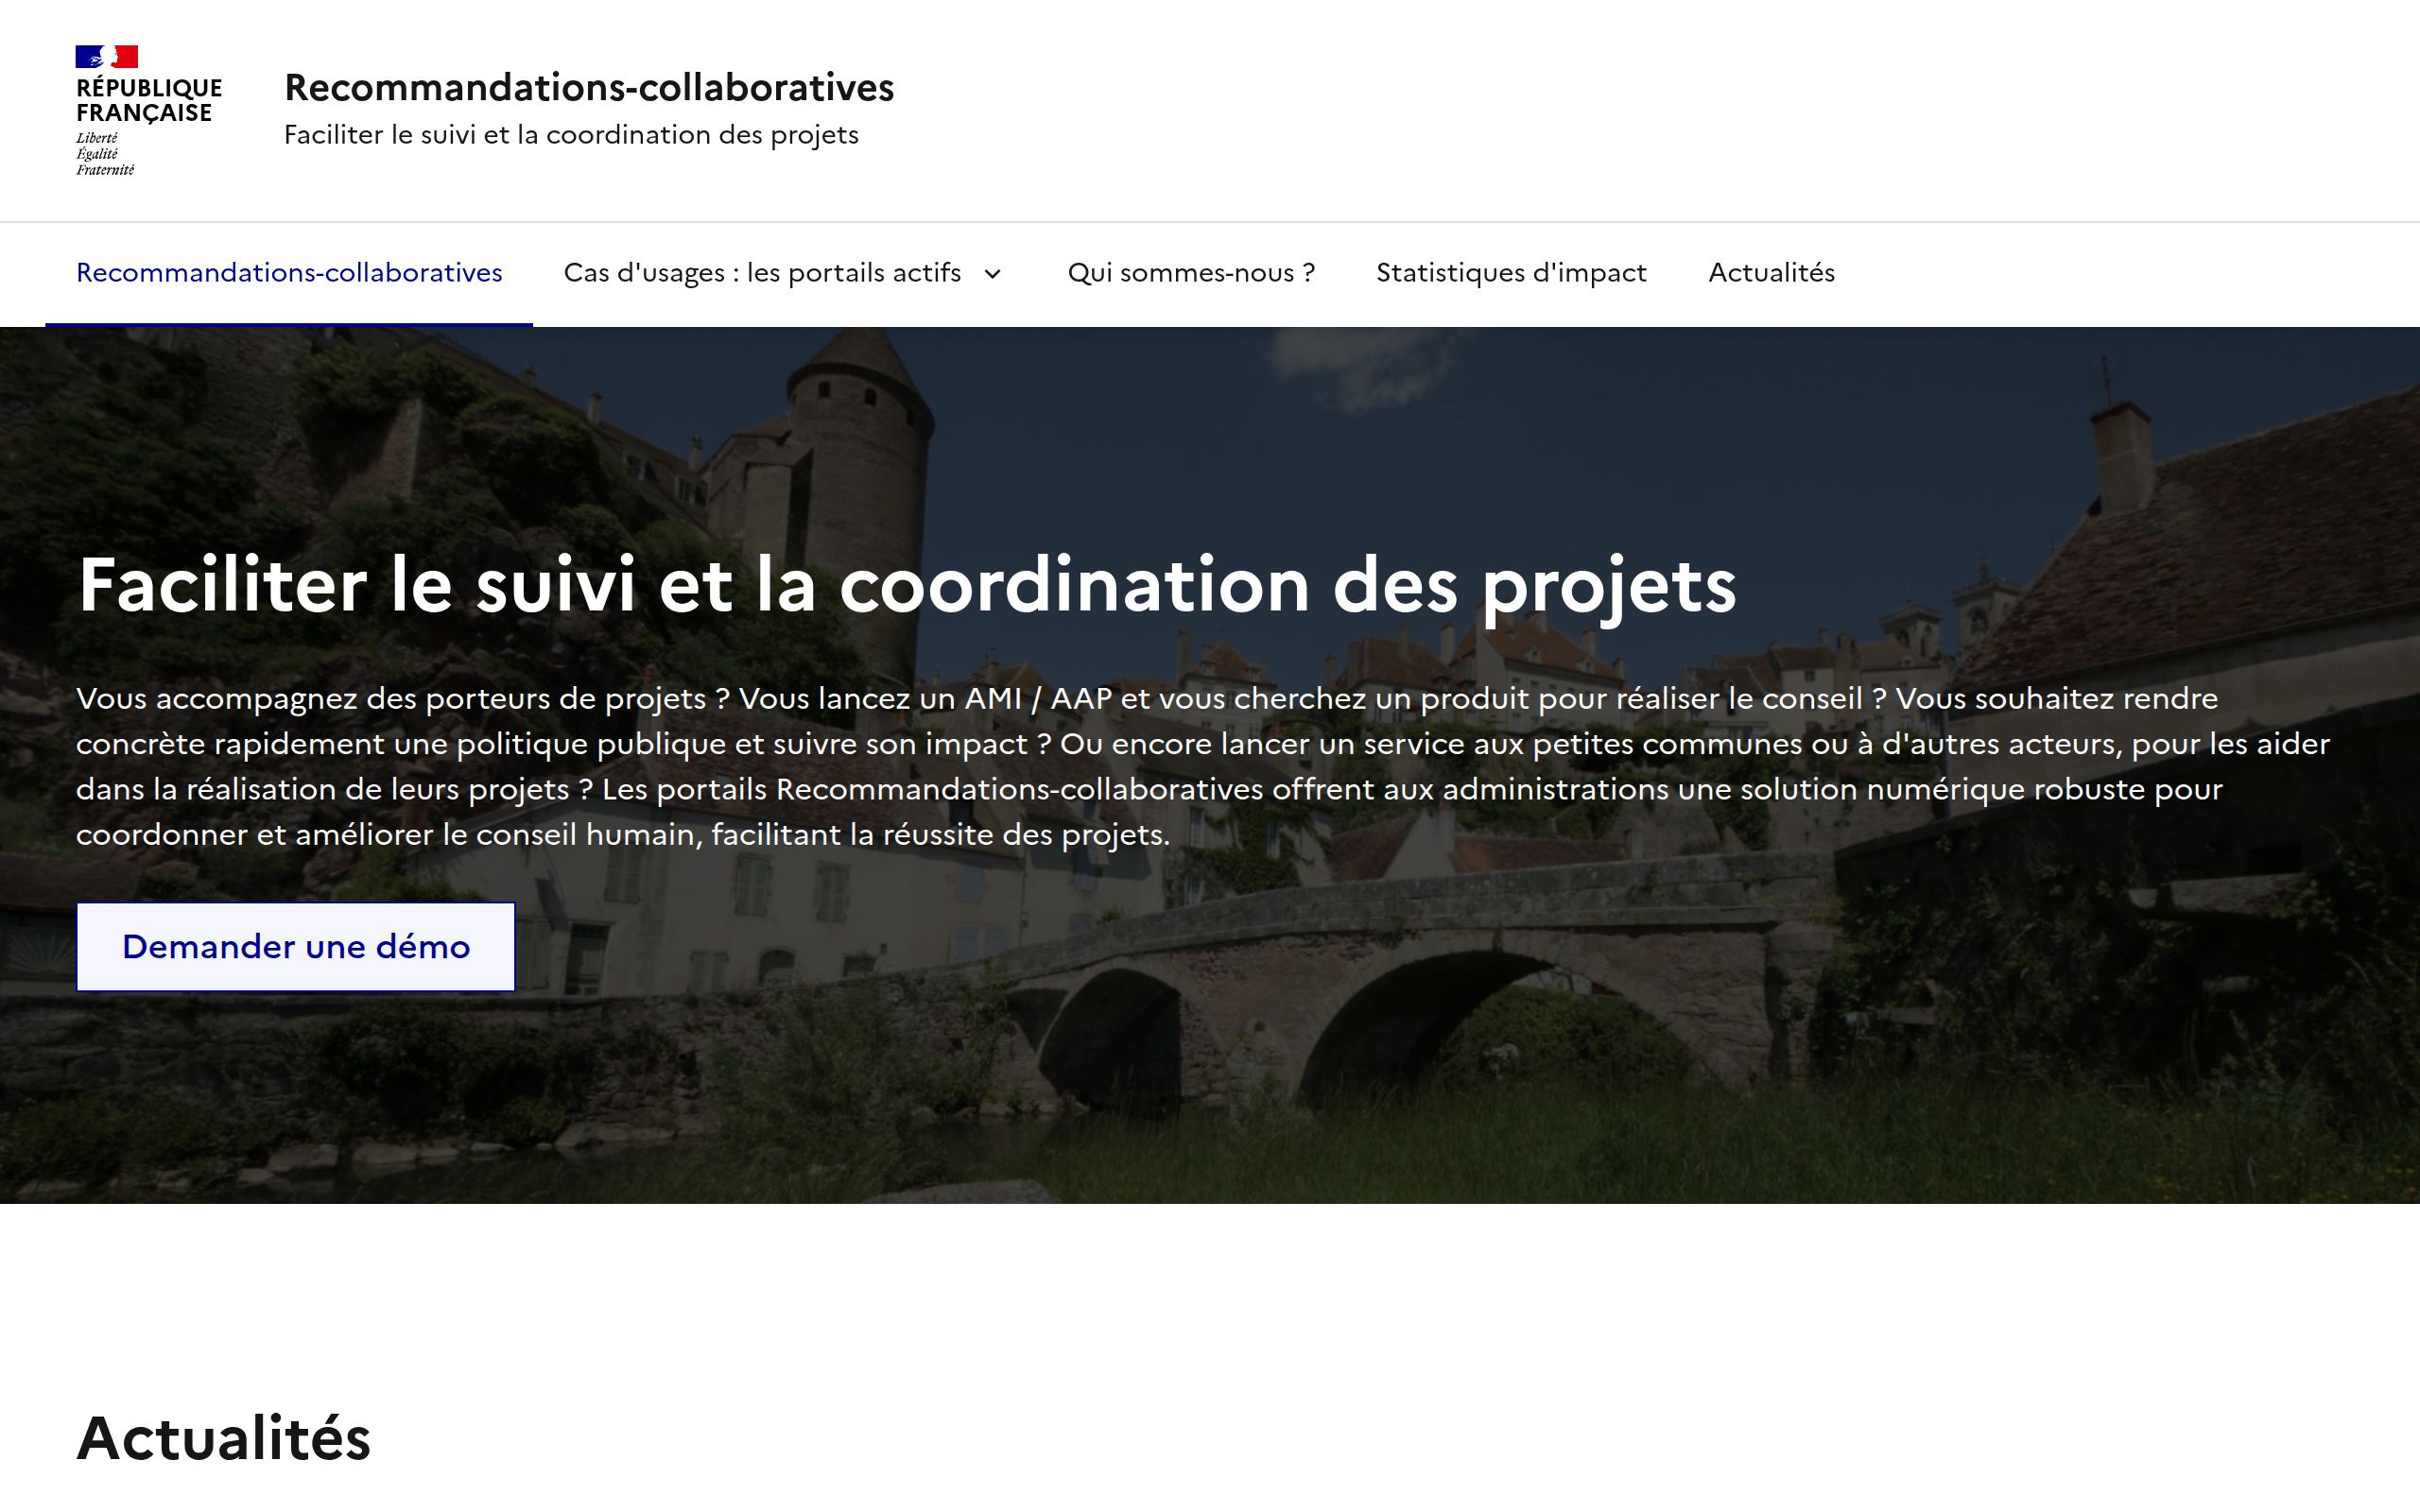 RÉPUBLIQUE
FRANÇAISE
Liberté
Égalité
Fraternité
Recommandations-collaboratives
Faciliter le suivi et la coordination des projets
Recommandations-collaboratives
Cas d'usages : les portails actifs
Qui sommes-nous ?
Statistiques d'impact
Actualités
Faciliter le suivi et la coordination des projets
Vous accompagnez des porteurs de projets ? Vous lancez un AMI / AAP et vous cherchez un produit pour réaliser le conseil ? Vous souhaitez rendre
concrète rapidement une politique publique et suivre son impact ? Ou encore lancer un service aux petites communes ou à d'autres acteurs, pour les aider
dans la réalisation de leurs projets ? Les portails Recommandations-collaboratives offrent aux administrations une solution numérique robuste pour
coordonner et améliorer le conseil humain, facilitant la réussite des projets.
Demander une démo
Actualités